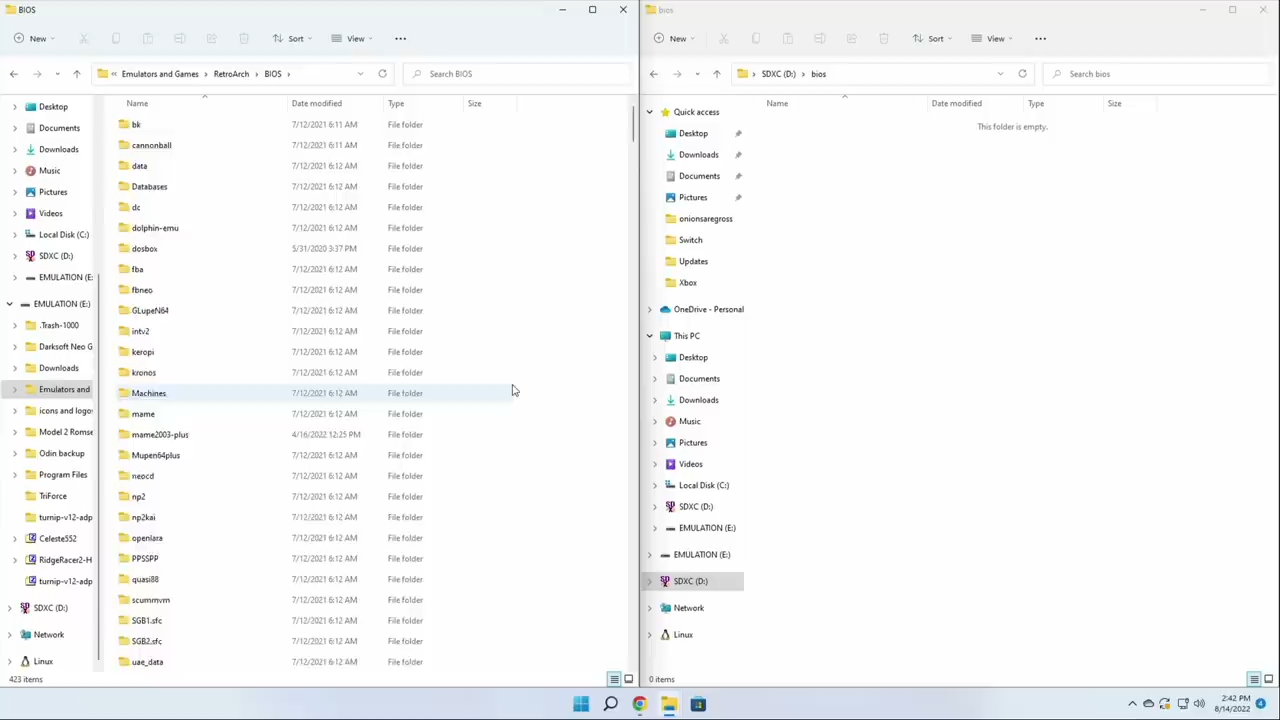 BIOS
New
Sort
View
Emulators and Games
RetroArch
BIOS
Search BIOS
Name
Date modified
Type
Size
Desktop
Documents
Downloads
Music
Pictures
Videos
Local Disk (C:)
SDXC (D:)
EMULATION (E:
EMULATION (E:)
.Trash-1000
Darksoft Neo G
Downloads
Emulators and
icons and logo
Model 2 Romse
Odin backup
Program Files
TriForce
turnip-v12-adp
Celeste552
RidgeRacer2-H
turnip-v12-adp
SDXC (D:)
Network
Linux
bk 7/12/2021 6:11 AM File folder
cannonball 7/12/2021 6:11 AM File folder
data 7/12/2021 6:12 AM File folder
Databases 7/12/2021 6:12 AM File folder
dc 7/12/2021 6:12 AM File folder
dolphin-emu 7/12/2021 6:12 AM File folder
dosbox 5/31/2020 3:37 PM File folder
fba 7/12/2021 6:12 AM File folder
fbneo 7/12/2021 6:12 AM File folder
GLupeN64 7/12/2021 6:12 AM File folder
intv2 7/12/2021 6:12 AM File folder
keropi 7/12/2021 6:12 AM File folder
kronos 7/12/2021 6:12 AM File folder
Machines 7/12/2021 6:12 AM File folder
mame 7/12/2021 6:12 AM File folder
mame2003-plus 4/16/2022 12:25 PM File folder
Mupen64plus 7/12/2021 6:12 AM File folder
neocd 7/12/2021 6:12 AM File folder
np2 7/12/2021 6:12 AM File folder
np2kai 7/12/2021 6:12 AM File folder
openlara 7/12/2021 6:12 AM File folder
PPSSPP 7/12/2021 6:12 AM File folder
quasi88 7/12/2021 6:12 AM File folder
scummvm 7/12/2021 6:12 AM File folder
SGB1.sfc 7/12/2021 6:12 AM File folder
SGB2.sfc 7/12/2021 6:12 AM File folder
uae_data 7/12/2021 6:12 AM File folder
423 items
bios
New
Sort
View
SDXC (D:)
bios
Search bios
Name
Date modified
Type
Size
This folder is empty.
Quick access
Desktop
Downloads
Documents
Pictures
onionsaregross
Switch
Updates
Xbox
OneDrive - Personal
This PC
Desktop
Documents
Downloads
Music
Pictures
Videos
Local Disk (C:)
SDXC (D:)
EMULATION (E:)
EMULATION (E:)
SDXC (D:)
Network
Linux
0 items
2:42 PM
8/14/2022
4